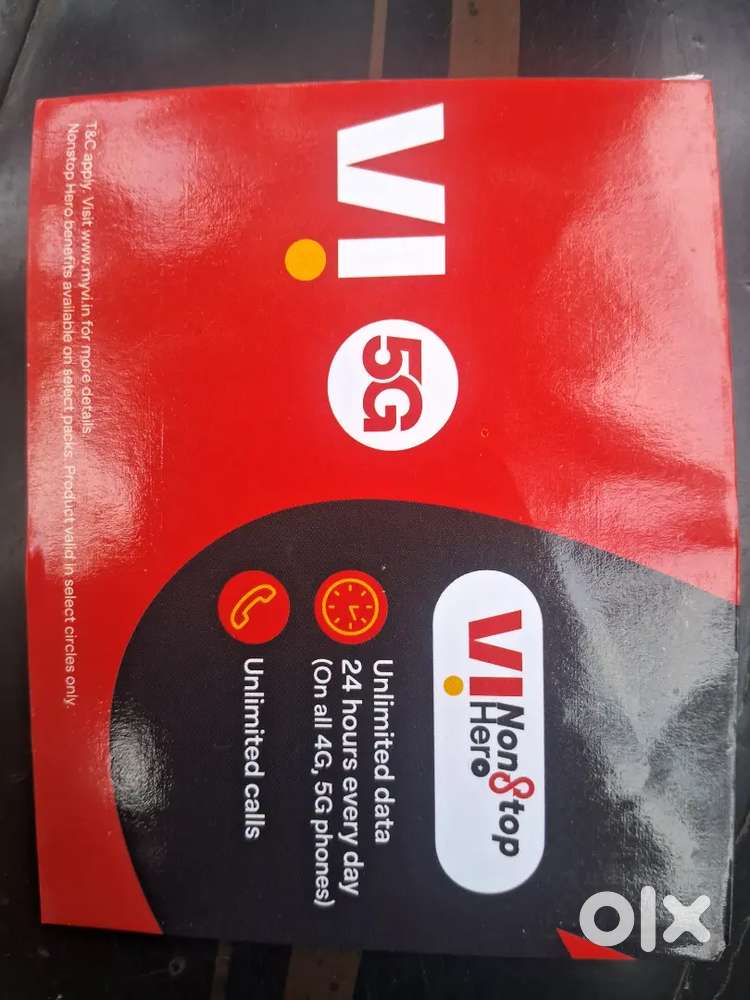 Vi
5G
Vi NonStop
Hero
Unlimited data
24 hours every day
(On all 4G, 5G phones)
Unlimited calls
T&C apply. Visit www.myvi.in for more details.
Nonstop Hero benefits available on select packs. Product valid in select circles only.
olx